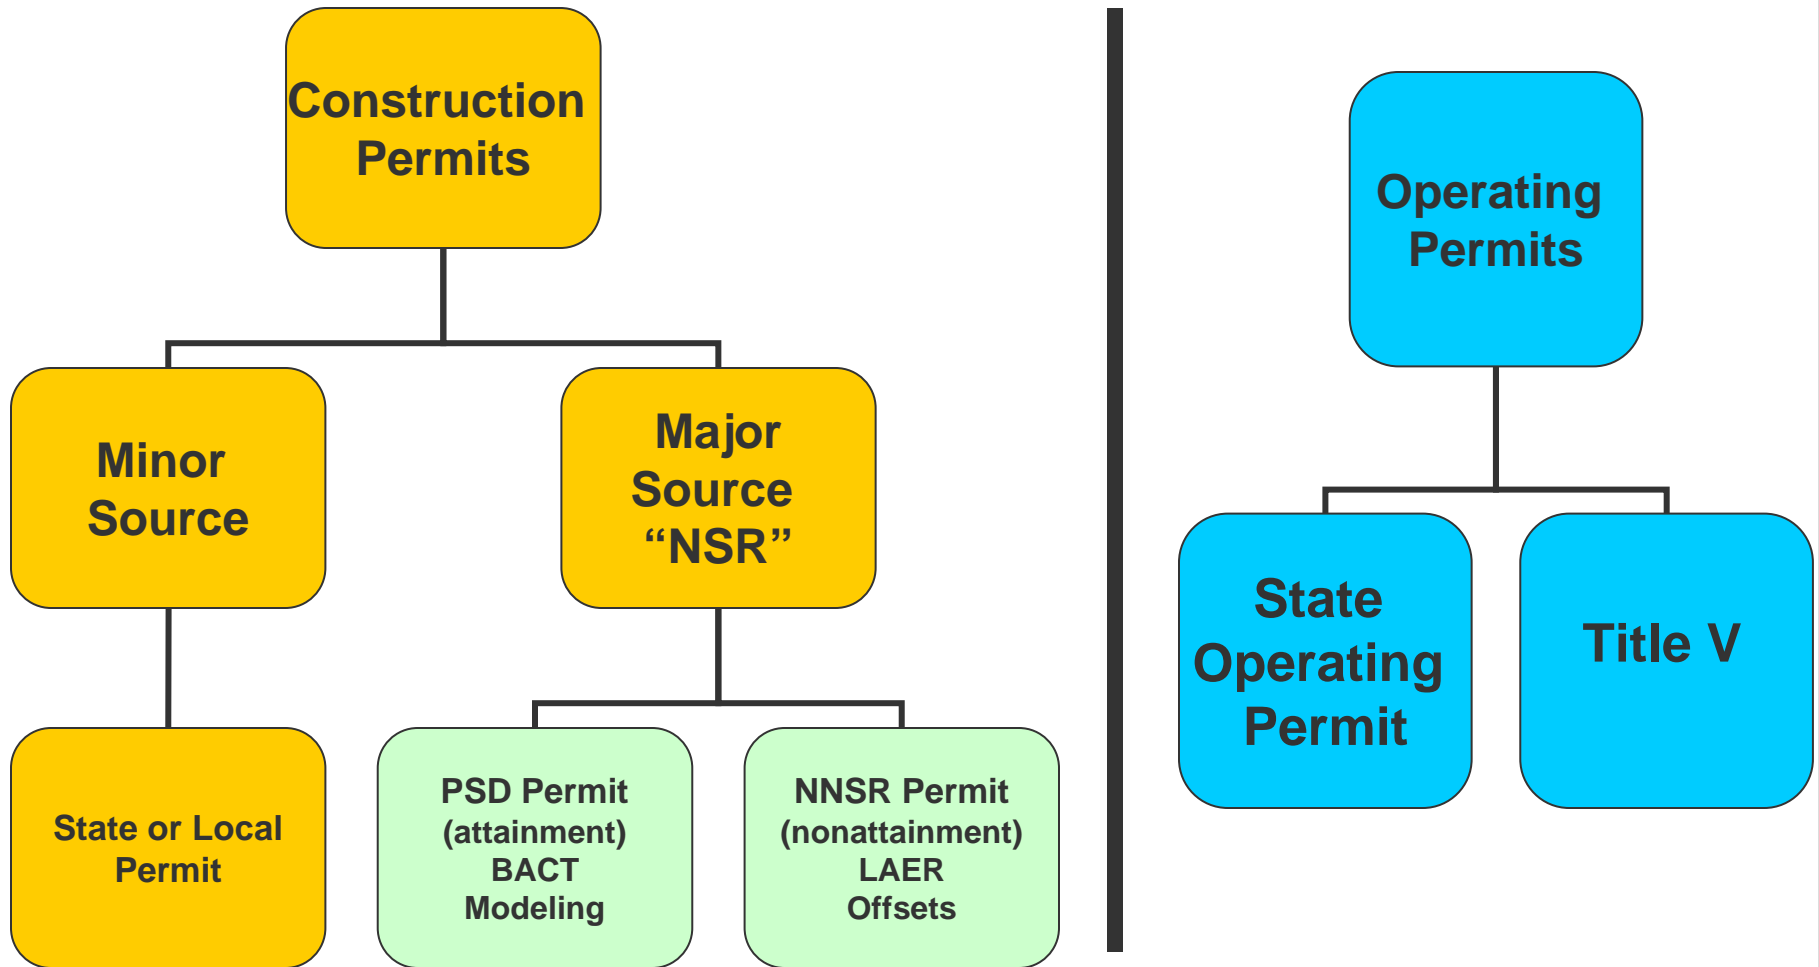 Construction
Permits
Minor
Source
Major
Source
“NSR”
State or Local
Permit
PSD Permit
(attainment)
BACT
Modeling
NNSR Permit
(nonattainment)
LAER
Offsets
Operating
Permits
State
Operating
Permit
Title V